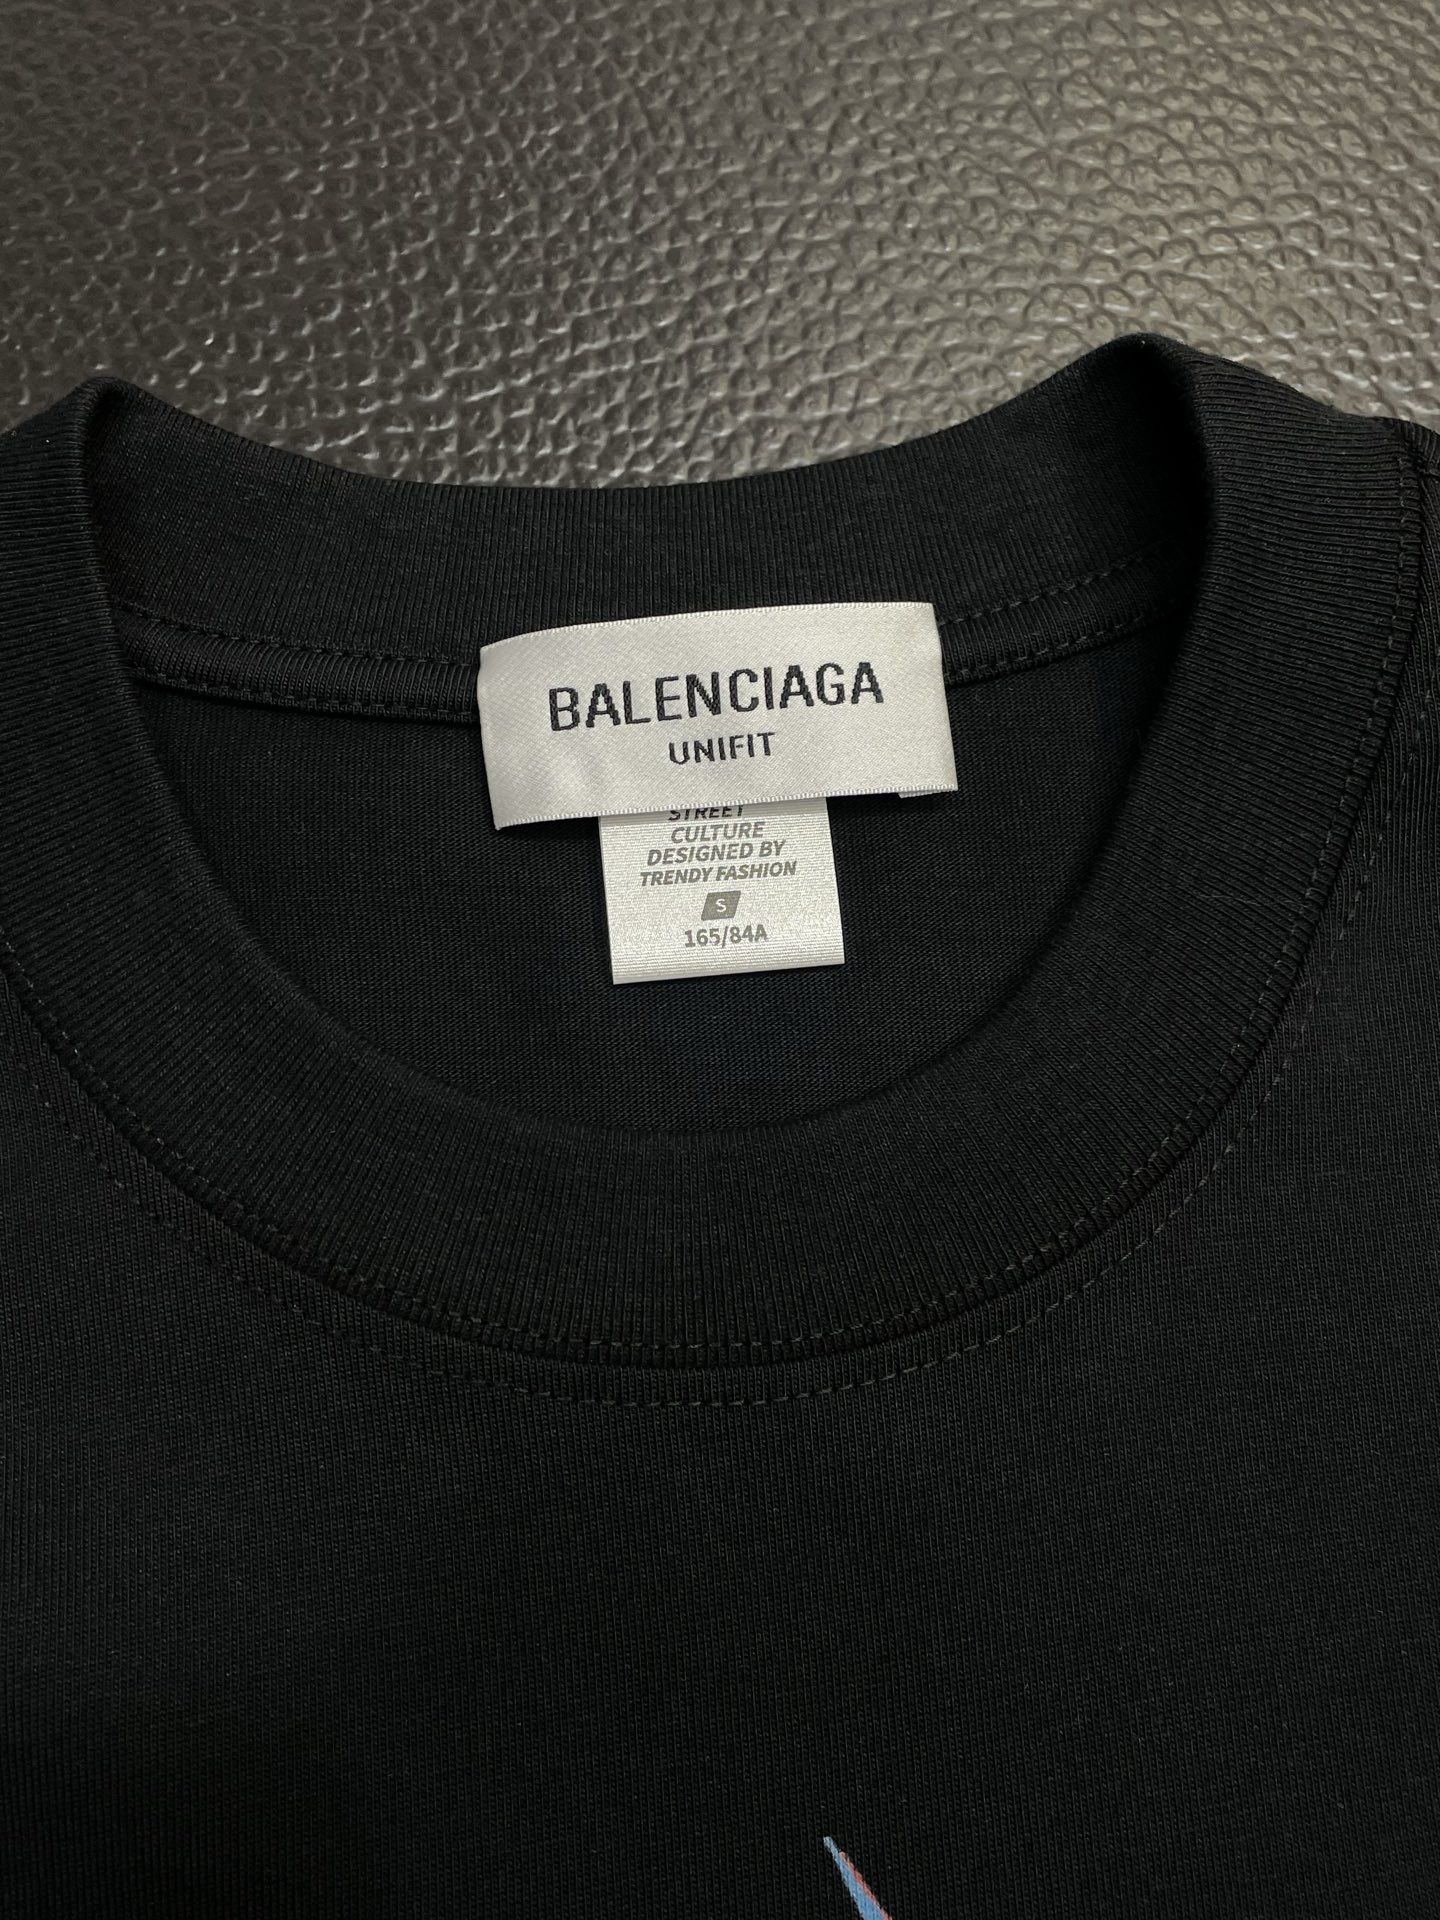 BALENCIAGA
UNIFIT
STREET
CULTURE
DESIGNED BY
TRENDY FASHION
S
165/84A